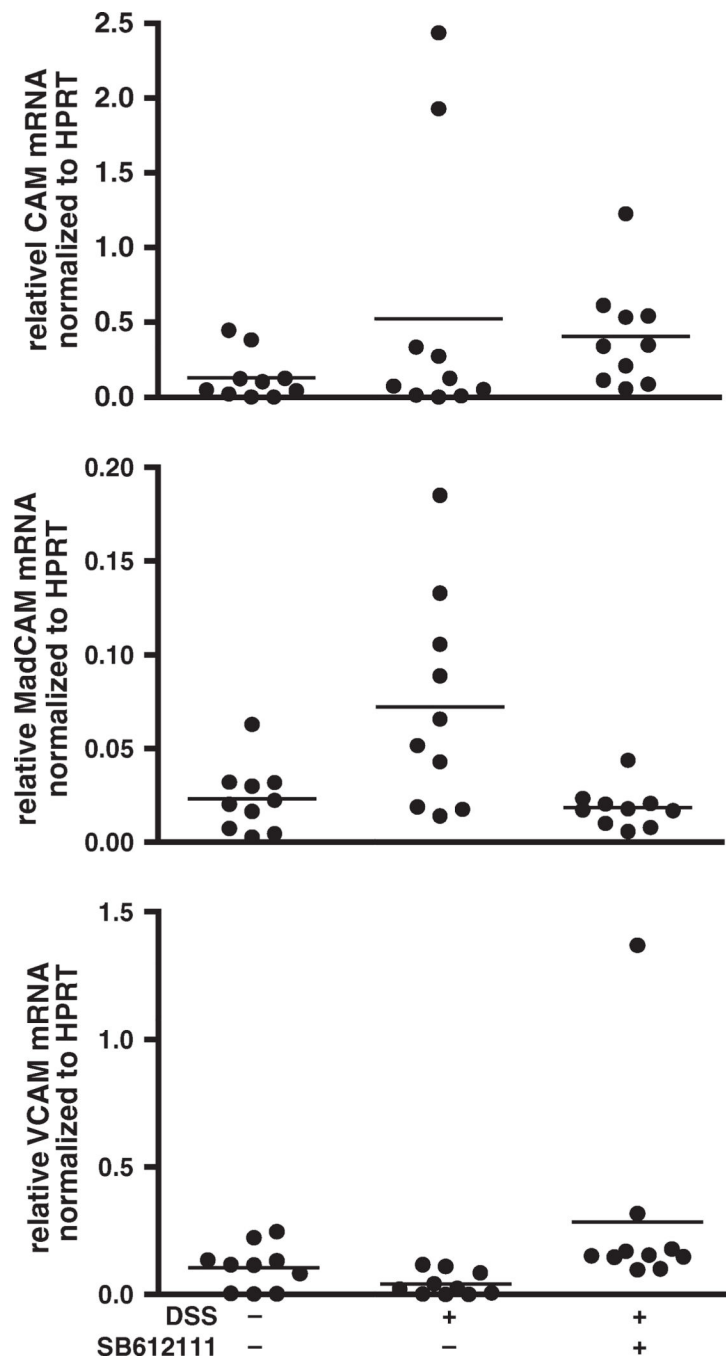 relativel CAM mRNA
normalized to HPRT
2.5
2.0
1.5
1.0
0.5
0.0
relative MadCAM mRNA
normalized to HPRT
0.20
0.15
0.10
0.05
0.00
relative VCAM mRNA
normalized to HPRT
1.5
1.0
0.5
0.0
DSS − + +
SB612111 − − +